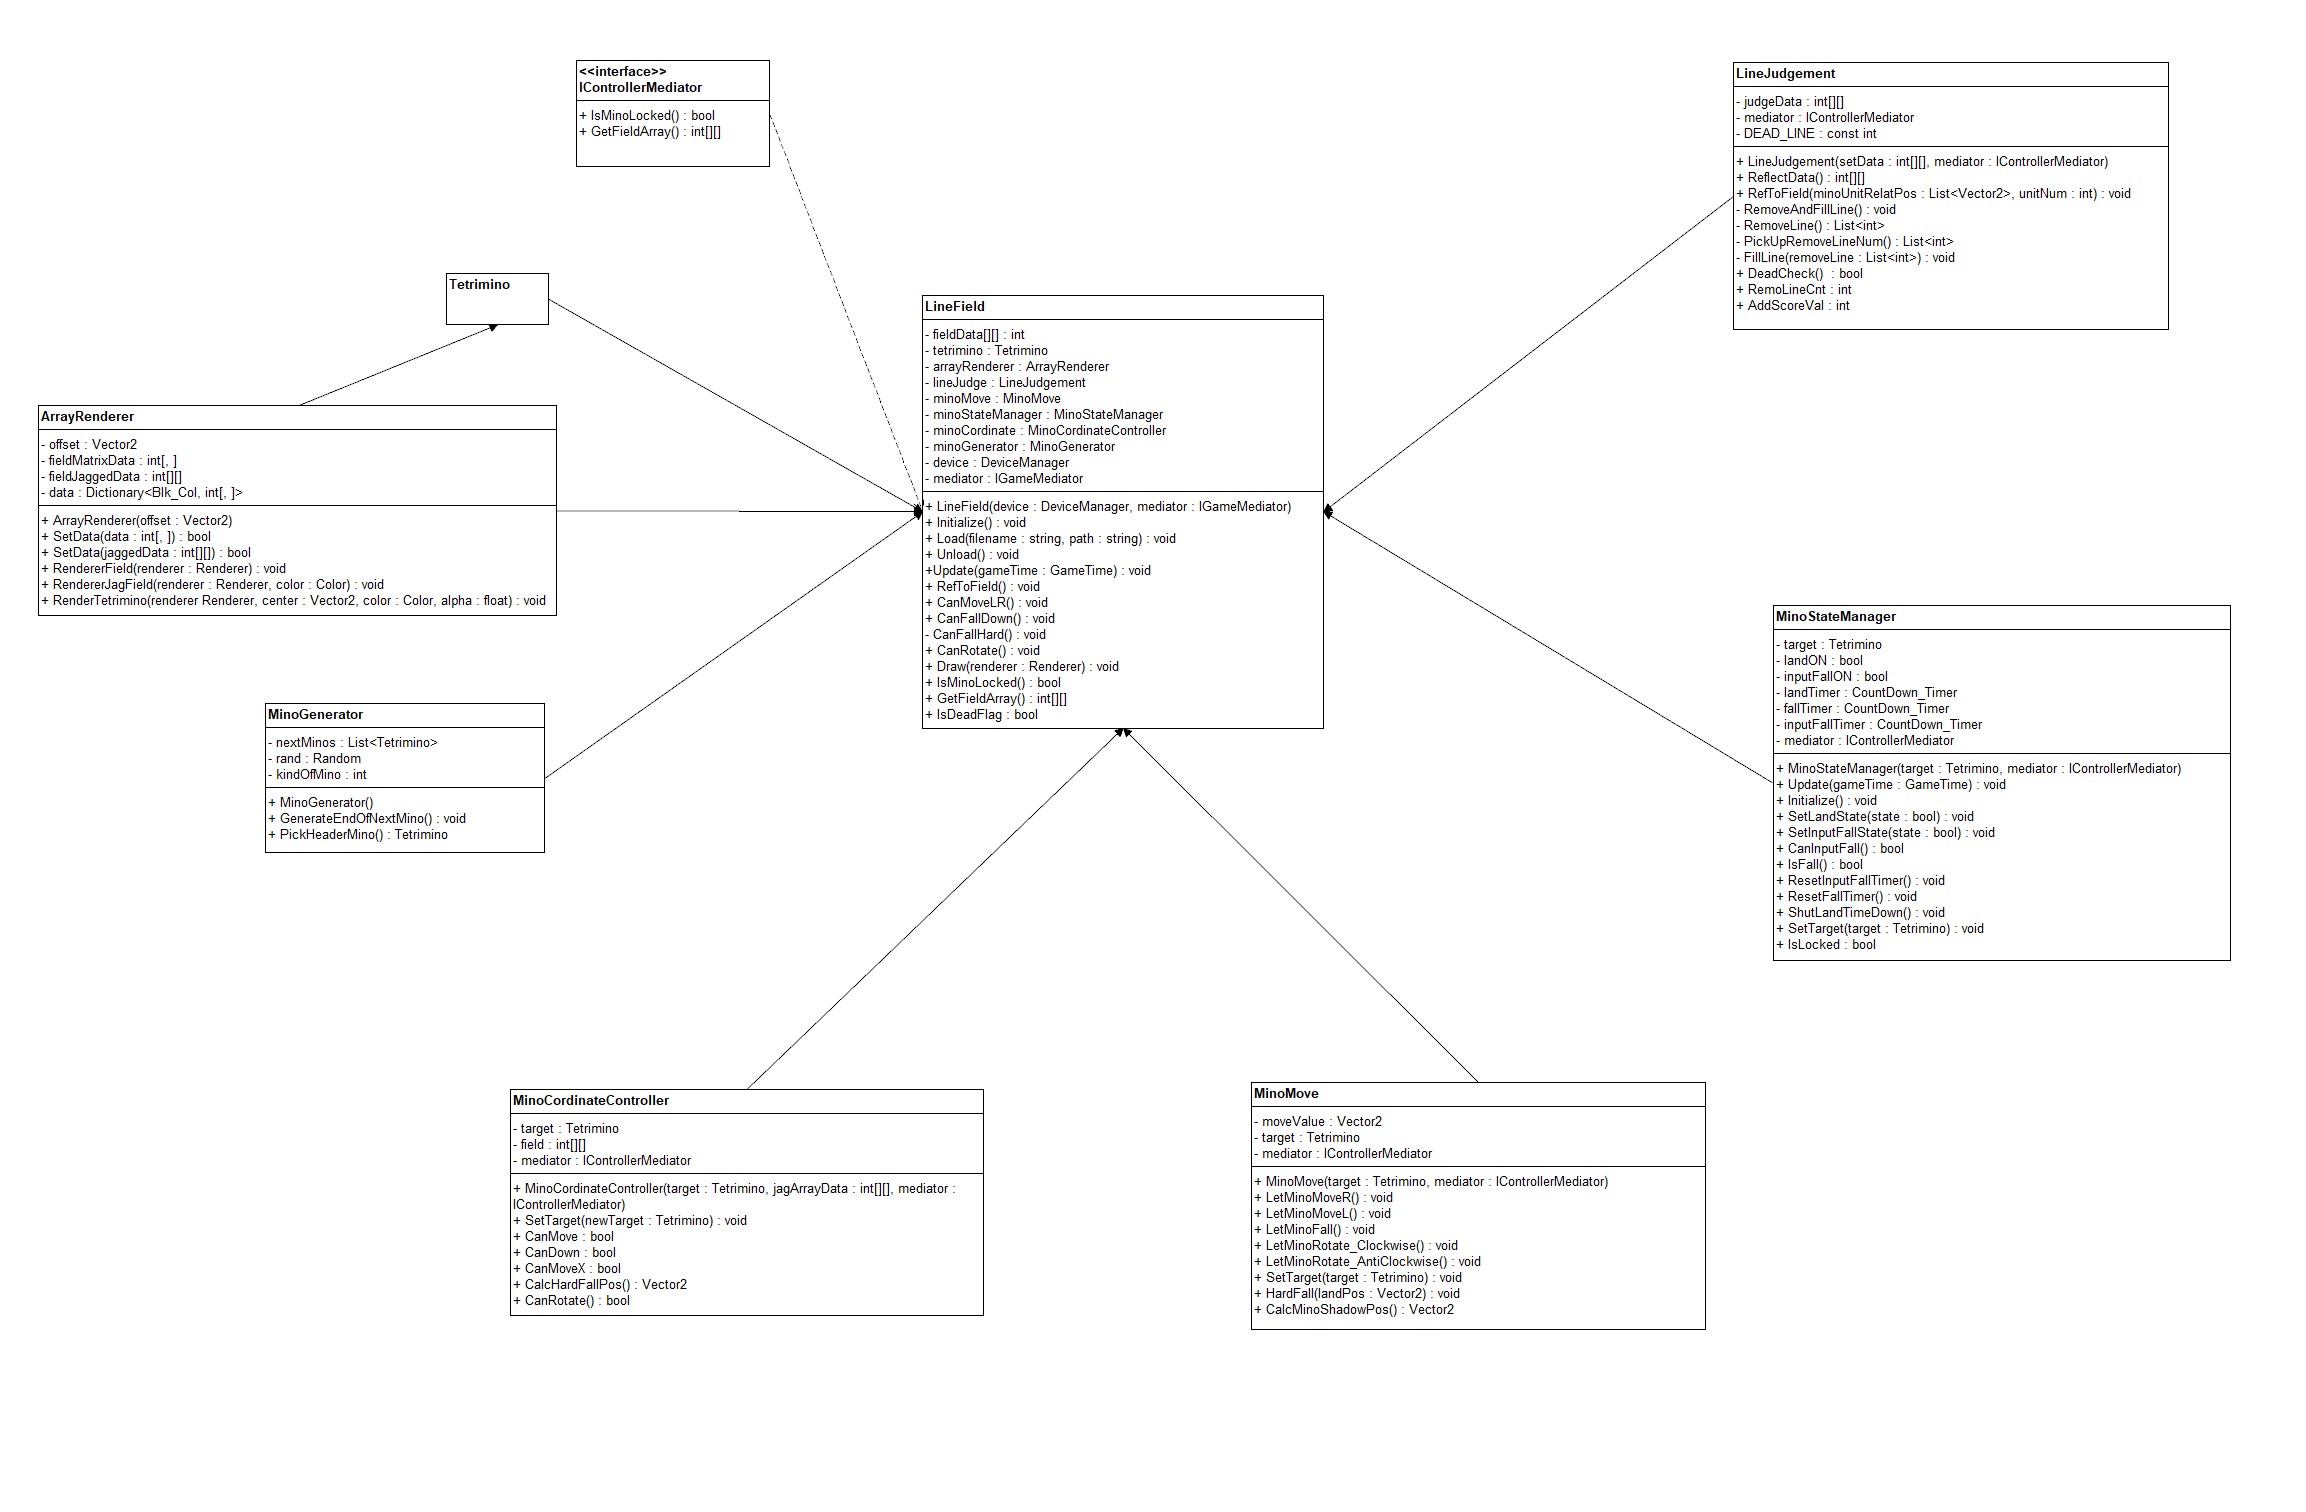 <<interface>>
IControllerMediator
+ IsMinoLocked() : bool
+ GetFieldArray() : int[][]
LineJudgement
- judgeData : int[][]
- mediator : IControllerMediator
- DEAD_LINE : const int
+ LineJudgement(setData : int[][], mediator : IControllerMediator)
+ ReflectData() : int[][]
+ RefToField(minoUnitRelatPos : List<Vector2>, unitNum : int) : void
- RemoveAndFillLine() : void
- RemoveLine() : List<int>
- PickUpRemoveLineNum() : List<int>
- FillLine(removeLine : List<int>) : void
+ DeadCheck()  : bool
+ RemoLineCnt : int
+ AddScoreVal : int
Tetrimino
LineField
- fieldData[][] : int
- tetrimino : Tetrimino
- arrayRenderer : ArrayRenderer
- lineJudge : LineJudgement
- minoMove : MinoMove
- minoStateManager : MinoStateManager
- minoCordinate : MinoCordinateController
- minoGenerator : MinoGenerator
- device : DeviceManager
- mediator : IGameMediator
+ LineField(device : DeviceManager, mediator : IGameMediator)
+ Initialize() : void
+ Load(filename : string, path : string) : void
+ Unload() : void
+Update(gameTime : GameTime) : void
+ RefToField() : void
+ CanMoveLR() : void
+ CanFallDown() : void
- CanFallHard() : void
+ CanRotate() : void
+ Draw(renderer : Renderer) : void
+ IsMinoLocked() : bool
+ GetFieldArray() : int[][]
+ IsDeadFlag : bool
ArrayRenderer
- offset : Vector2
- fieldMatrixData : int[, ]
- fieldJaggedData : int[][]
- data : Dictionary<Blk_Col, int[, ]>
+ ArrayRenderer(offset : Vector2)
+ SetData(data : int[, ]) : bool
+ SetData(jaggedData : int[][]) : bool
+ RendererField(renderer : Renderer) : void
+ RendererJagField(renderer : Renderer, color : Color) : void
+ RenderTetrimino(renderer Renderer, center : Vector2, color : Color, alpha : float) : void
MinoStateManager
- target : Tetrimino
- landON : bool
- inputFallON : bool
- landTimer : CountDown_Timer
- fallTimer : CountDown_Timer
- inputFallTimer : CountDown_Timer
- mediator : IControllerMediator
+ MinoStateManager(target : Tetrimino, mediator : IControllerMediator)
+ Update(gameTime : GameTime) : void
+ Initialize() : void
+ SetLandState(state : bool) : void
+ SetInputFallState(state : bool) : void
+ CanInputFall() : bool
+ IsFall() : bool
+ ResetInputFallTimer() : void
+ ResetFallTimer() : void
+ ShutLandTimeDown() : void
+ SetTarget(target : Tetrimino) : void
+ IsLocked : bool
MinoGenerator
- nextMinos : List<Tetrimino>
- rand : Random
- kindOfMino : int
+ MinoGenerator()
+ GenerateEndOfNextMino() : void
+ PickHeaderMino() : Tetrimino
MinoCordinateController
- target : Tetrimino
- field : int[][]
- mediator : IControllerMediator
+ MinoCordinateController(target : Tetrimino, jagArrayData : int[][], mediator :
IControllerMediator)
+ SetTarget(newTarget : Tetrimino) : void
+ CanMove : bool
+ CanDown : bool
+ CanMoveX : bool
+ CalcHardFallPos() : Vector2
+ CanRotate() : bool
MinoMove
- moveValue : Vector2
- target : Tetrimino
- mediator : IControllerMediator
+ MinoMove(target : Tetrimino, mediator : IControllerMediator)
+ LetMinoMoveR() : void
+ LetMinoMoveL() : void
+ LetMinoFall() : void
+ LetMinoRotate_Clockwise() : void
+ LetMinoRotate_AntiClockwise() : void
+ SetTarget(target : Tetrimino) : void
+ HardFall(landPos : Vector2) : void
+ CalcMinoShadowPos() : Vector2